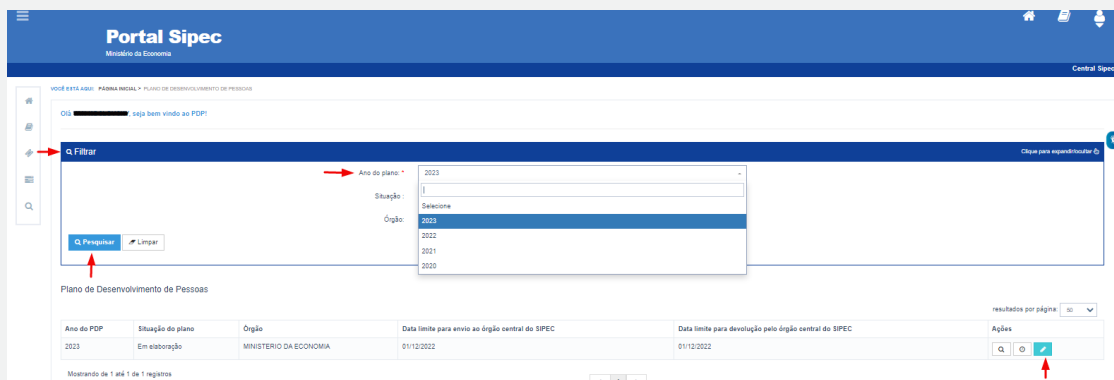 Portal Sipec
Ministério da Economia
Central Sipec
VOCÊ ESTÁ AQUI: PÁGINA INICIAL > PLANO DE DESENVOLVIMENTO DE PESSOAS
Olá , seja bem vindo ao PDP!
Filtrar Clique para expandir/ocultar
Ano do plano: * 2023
Situação :
Selecione
Órgão: 2023
2022
2021
2020
Pesquisar Limpar
Plano de Desenvolvimento de Pessoas
resultados por página: 50
Ano do PDP Situação do plano Órgão Data limite para envio ao órgão central do SIPEC Data limite para devolução pelo órgão central do SIPEC Ações
2023 Em elaboração MINISTERIO DA ECONOMIA 01/12/2022 01/12/2022
Mostrando de 1 até 1 de 1 registros